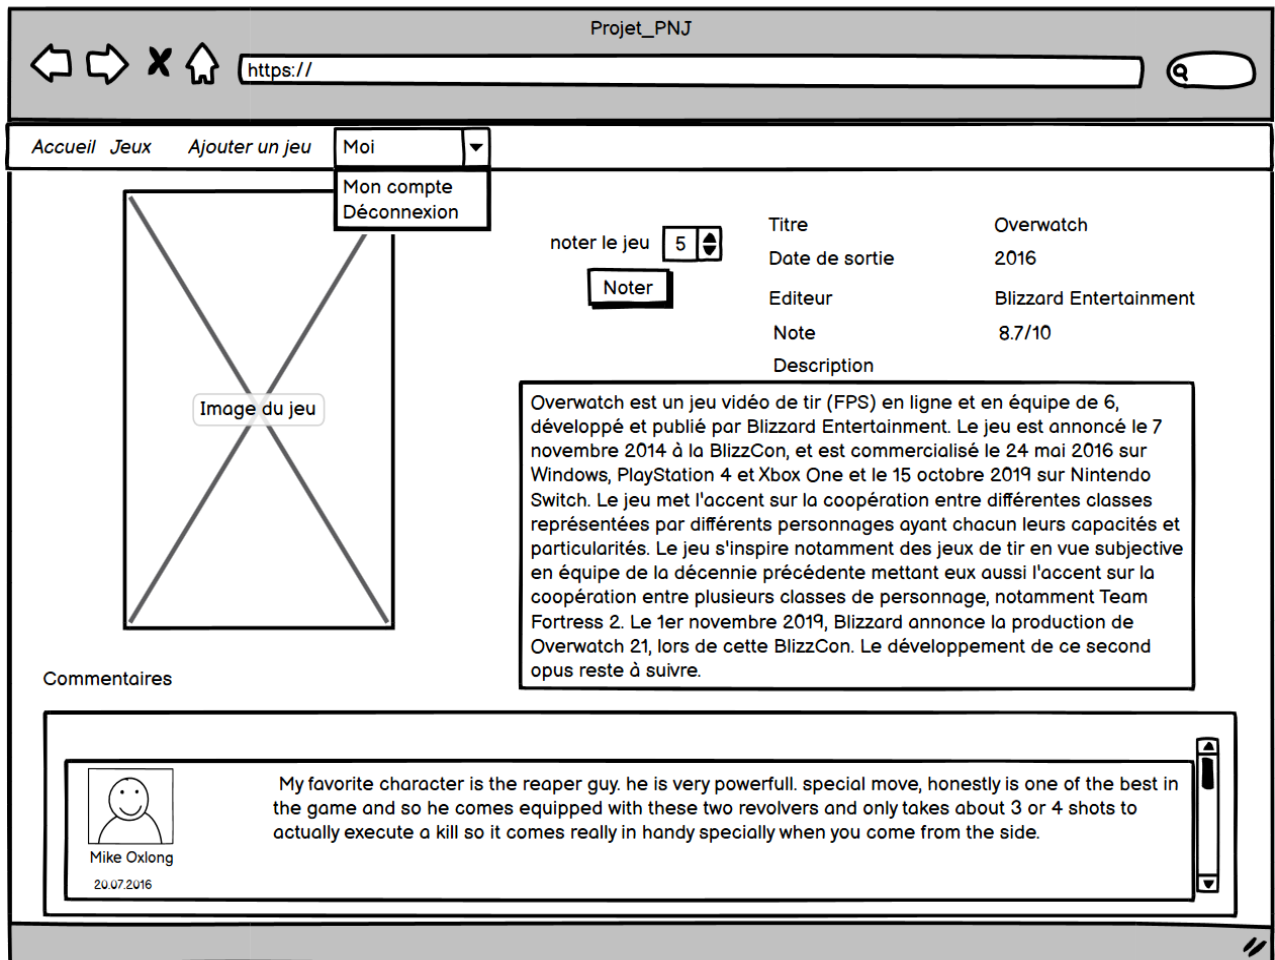 Projet_PNJ
https://
Accueil Jeux Ajouter un jeu Moi
Mon compte
Déconnexion
noter le jeu 5
Noter
Titre Overwatch
Date de sortie 2016
Editeur Blizzard Entertainment
Note 8.7/10
Description
Image du jeu
Overwatch est un jeu vidéo de tir (FPS) en ligne et en équipe de 6,
développé et publié par Blizzard Entertainment. Le jeu est annoncé le 7
novembre 2014 à la BlizzCon, et est commercialisé le 24 mai 2016 sur
Windows, PlayStation 4 et Xbox One et le 15 octobre 2019 sur Nintendo
Switch. Le jeu met l'accent sur la coopération entre différentes classes
représentées par différents personnages ayant chacun leurs capacités et
particularités. Le jeu s'inspire notamment des jeux de tir en vue subjective
en équipe de la décennie précédente mettant eux aussi l'accent sur la
coopération entre plusieurs classes de personnage, notamment Team
Fortress 2. Le 1er novembre 2019, Blizzard annonce la production de
Overwatch 21, lors de cette BlizzCon. Le développement de ce second
opus reste à suivre.
Commentaires
My favorite character is the reaper guy. he is very powerfull. special move, honestly is one of the best in
the game and so he comes equipped with these two revolvers and only takes about 3 or 4 shots to
actually execute a kill so it comes really in handy specially when you come from the side.
Mike Oxlong
20.07.2016